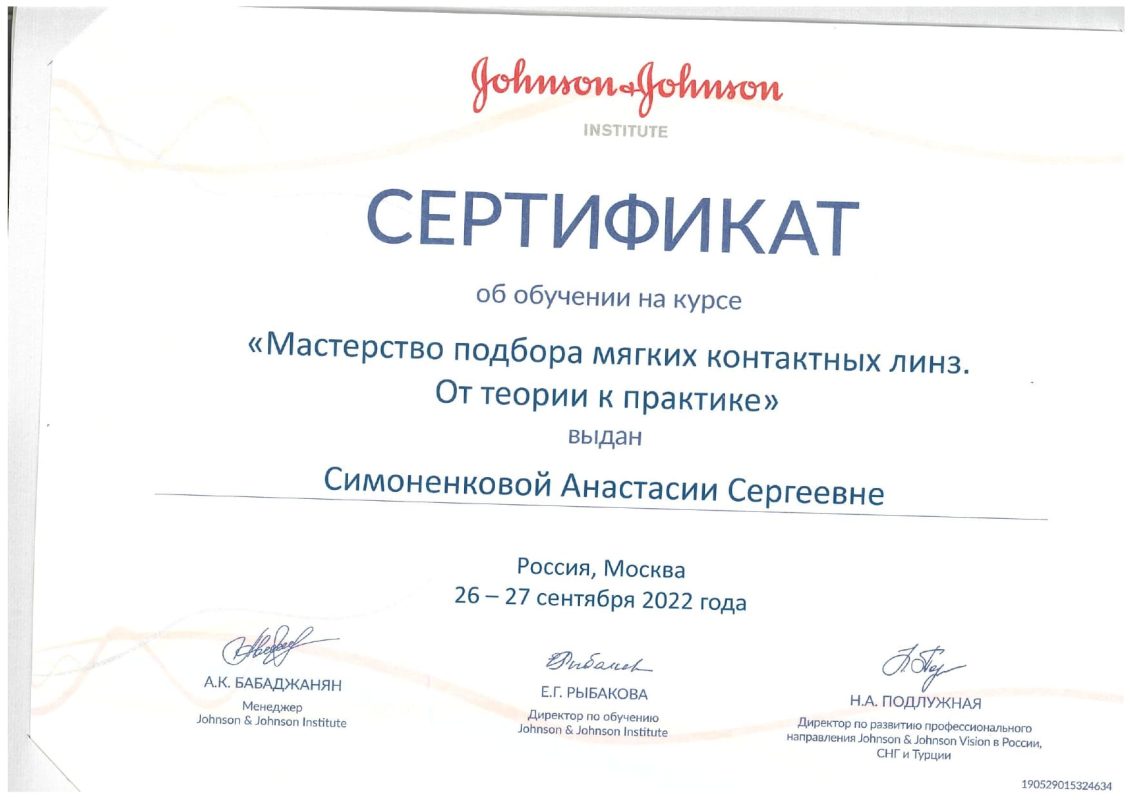 Johnson & Johnson
INSTITUTE
СЕРТИФИКАТ
об обучении на курсе
«Мастерство подбора мягких контактных линз.
От теории к практике»
выдан
Симоненковой Анастасии Сергеевне
Россия, Москва
26 – 27 сентября 2022 года
А.К. БАБАДЖАНЯН
Менеджер
Johnson & Johnson Institute
Е.Г. РЫБАКОВА
Директор по обучению
Johnson & Johnson Institute
Н.А. ПОДЛУЖНАЯ
Директор по развитию профессионального
направления Johnson & Johnson Vision в России,
СНГ и Турции
190529015324634